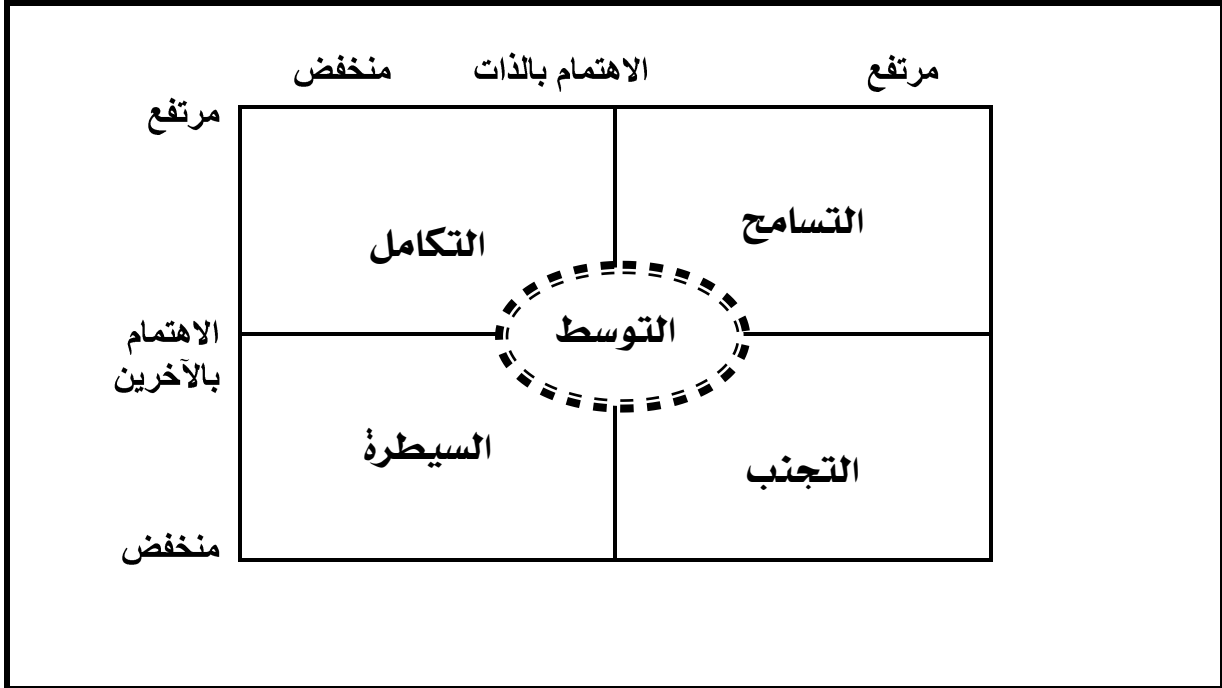 مرتفع الاهتمام بالذات منخفض
مرتفع
التسامح
التكامل
التوسط
الاهتمام
بالآخرين
السيطرة
التجنب
منخفض